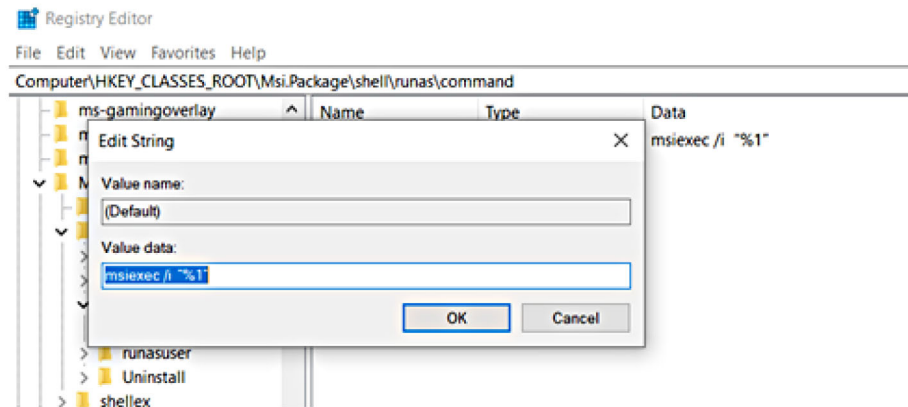 Registry Editor
File Edit View Favorites Help
Computer\HKEY_CLASSES_ROOT\Msi.Package\shell\runas\command
ms-gamingoverlay
Name Type Data
Edit String
msiexec /i "%1"
Value name:
(Default)
Value data:
msiexec /i "%1"
OK Cancel
runasuser
Uninstall
shellex